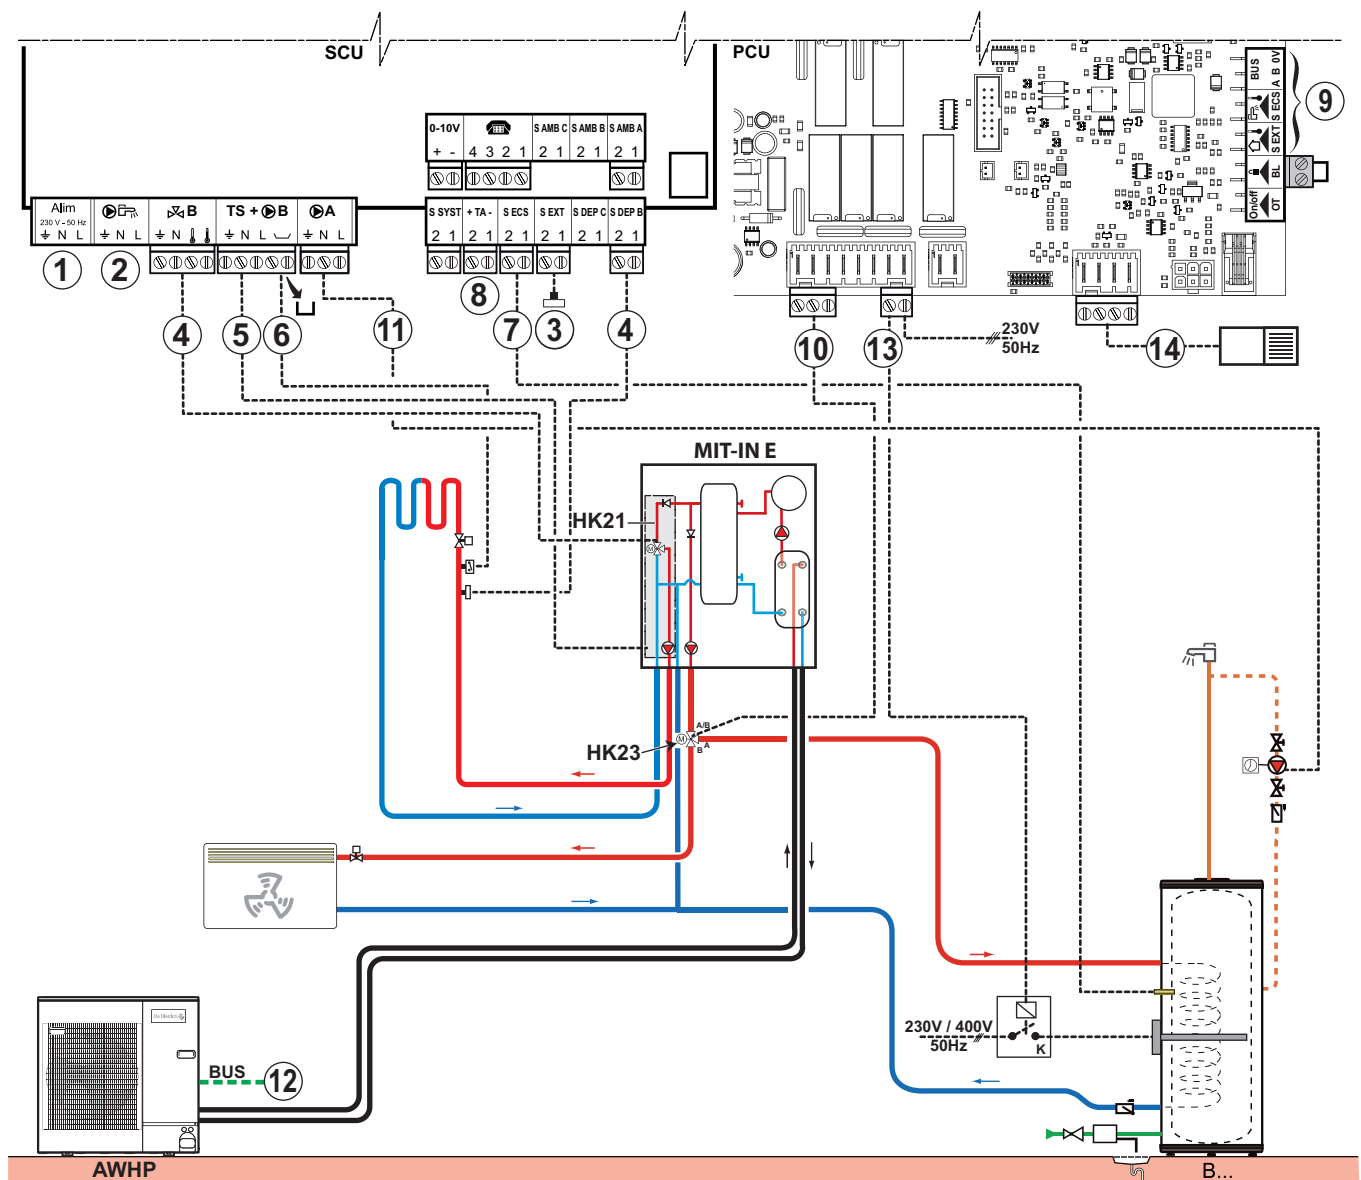 SCU
PCU
0-10V
S AMB C
S AMB B
S AMB A
+ -
4 3 2 1
2 1
2 1
2 1
BUS
A B 0V
S ECS
S EXT
BL
On/off
OT
9
Alim
230 V ~ 50 Hz
N L
N L
B
N
TS + B
N L
A
N L
S SYST
+ TA -
S ECS
S EXT
S DEP C
S DEP B
2 1
2 1
2 1
2 1
2 1
2 1
1
2
8
4
5
6
11
7
3
4
10
13
230V
50Hz
14
MIT-IN E
HK21
M
HK23
M
A/B
A
B
De Dietrich
BUS
12
230V / 400V
50Hz
K
AWHP
B...